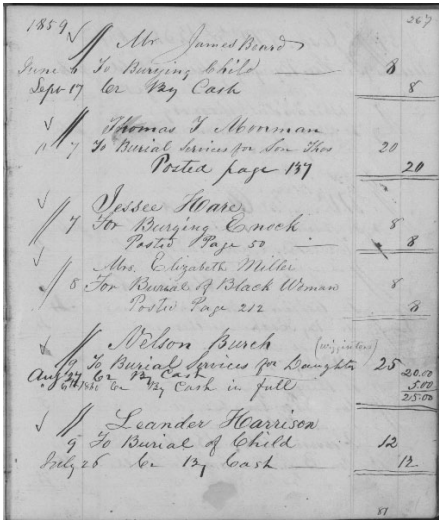 1859 267
Mr. James Beard
June 6 To Burying Child 8
Sept 17 Cr By Cash 8
Thomas T. Moorman
" 7 To Burial Services for Son Thos 20
Posted page 137 20
Jessee Hare
7 For Burying Enock 8
Posted Page 50 8
Mrs. Elizabeth Miller
8 For Burial of Black Woman 8
Posted Page 212 8
Nelson Burch (Wigginton)
9 To Burial Services for Daughter 25
Aug 27 Cr By Cash 20.00
1860 Cr By Cash in full 5.00
25.00
Leander Harrison
9 To Burial of Child 12
July 26 Cr By Cash 12